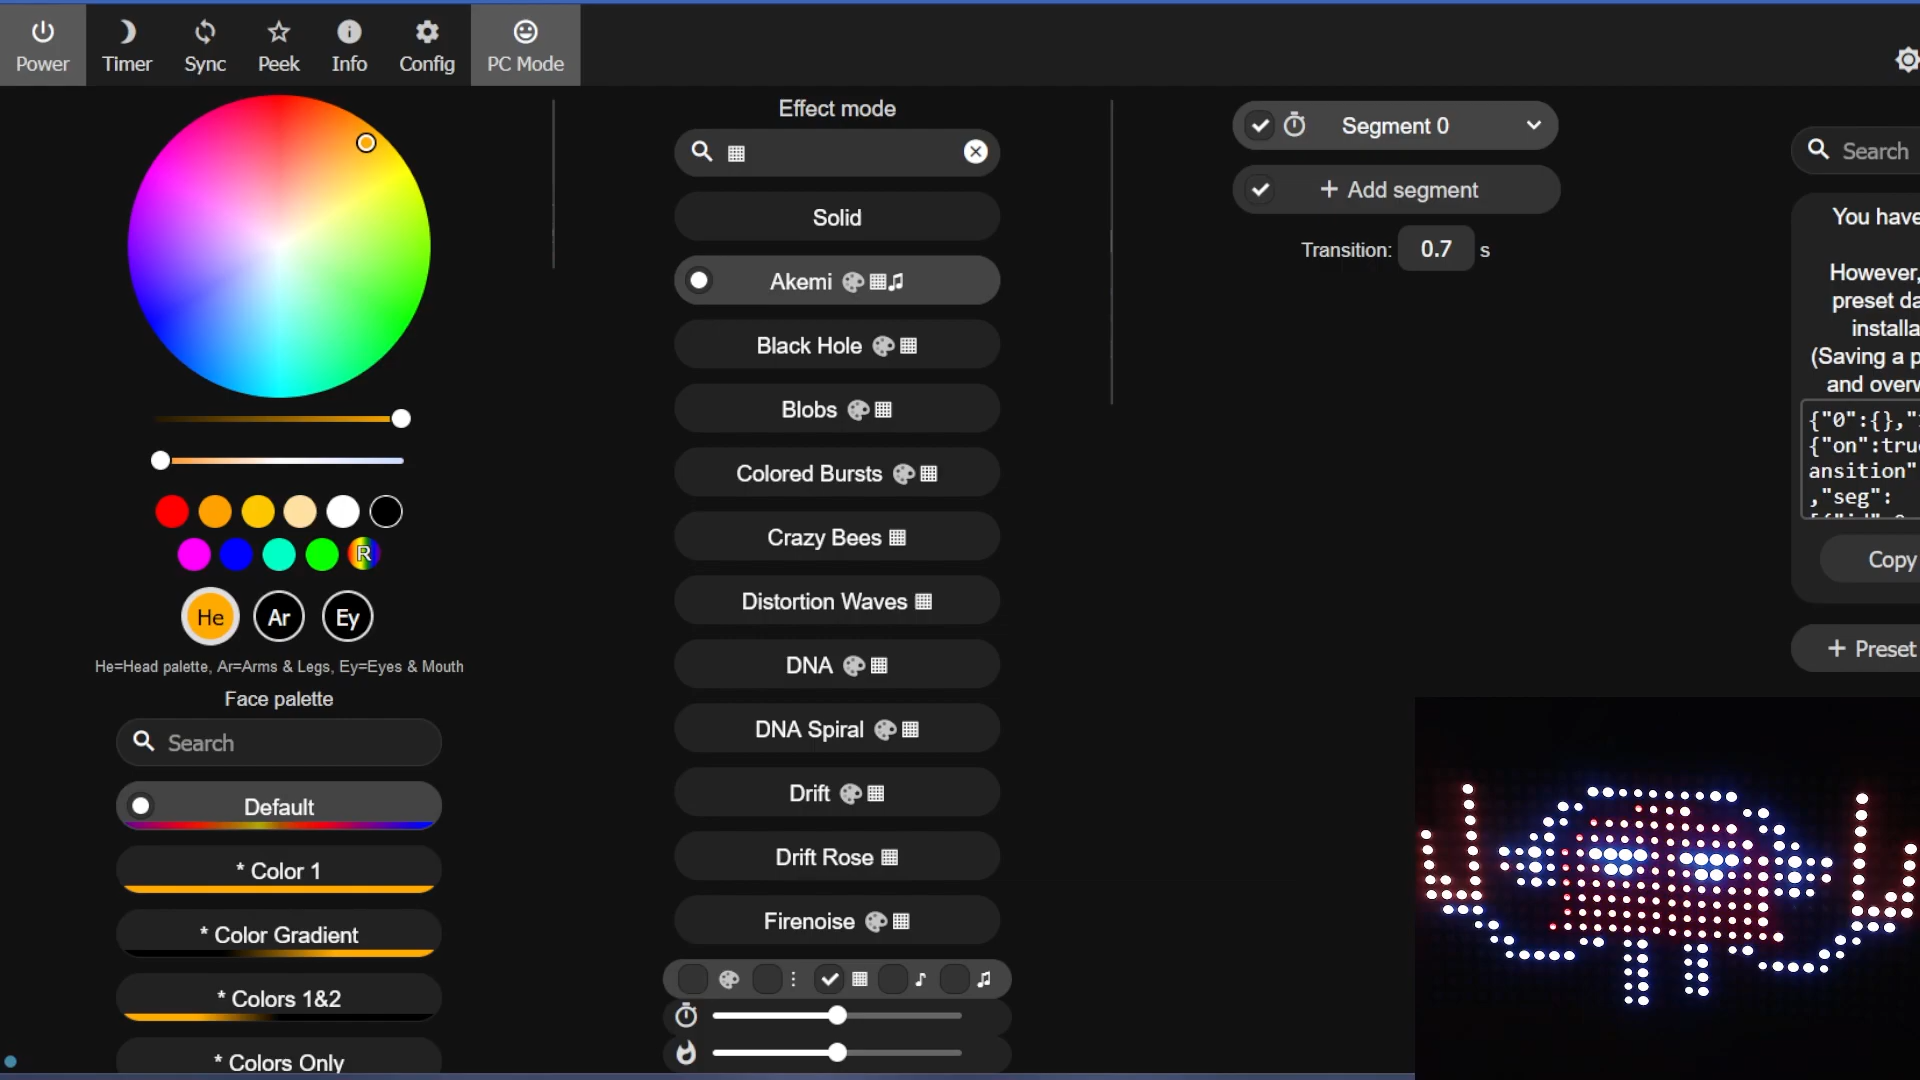 Power
Timer
Sync
Peek
Info
Config
PC Mode
R
He
Ar
Ey
He=Head palette, Ar=Arms & Legs, Ey=Eyes & Mouth
Face palette
Search
Default
* Color 1
* Color Gradient
* Colors 1&2
* Colors Only
Effect mode
Solid
Akemi
Black Hole
Blobs
Colored Bursts
Crazy Bees
Distortion Waves
DNA
DNA Spiral
Drift
Drift Rose
Firenoise
Segment 0
+ Add segment
Transition: 0.7 s
Search
You have
However,
preset da
installa
(Saving a p
and overw
{"0":{},"
{"on":tru
ansition"
,"seg":
Copy
+ Preset